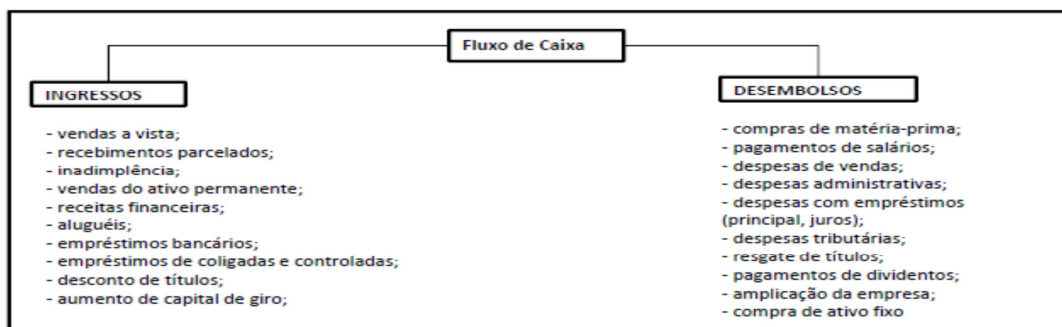 Fluxo de Caixa
INGRESSOS
- vendas a vista;
- recebimentos parcelados;
- inadimplência;
- vendas do ativo permanente;
- receitas financeiras;
- aluguéis;
- empréstimos bancários;
- empréstimos de coligadas e controladas;
- desconto de títulos;
- aumento de capital de giro;
DESEMBOLSOS
- compras de matéria-prima;
- pagamentos de salários;
- despesas de vendas;
- despesas administrativas;
- despesas com empréstimos
(principal, juros);
- despesas tributárias;
- resgate de títulos;
- pagamentos de dividentos;
- amplicação da empresa;
- compra de ativo fixo